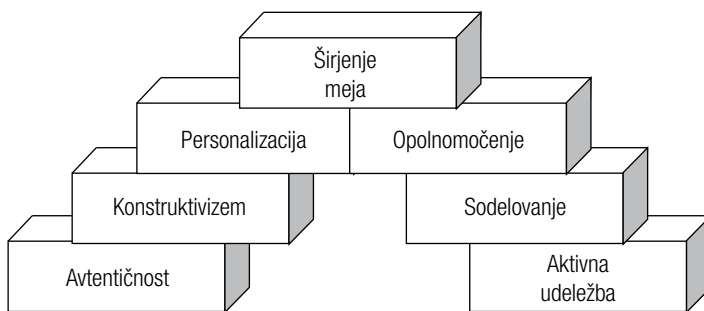 Širjenje
meja
Personalizacija
Opolnomočenje
Konstruktivizem
Sodelovanje
Avtentičnost
Aktivna
udeležba